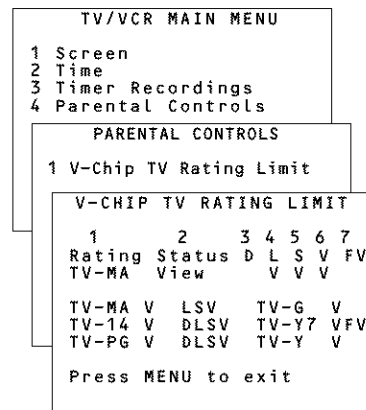 TV/VCR MAIN MENU
1 Screen
2 Time
3 Timer Recordings
4 Parental Controls
PARENTAL CONTROLS
1 V-Chip TV Rating Limit
V-CHIP TV RATING LIMIT
1 2 3 4 5 6 7
Rating Status D L S V FV
TV-MA View V V V
TV-MA V LSV TV-G V
TV-14 V DLSV TV-Y7 VFV
TV-PG V DLSV TV-Y V
Press MENU to exit